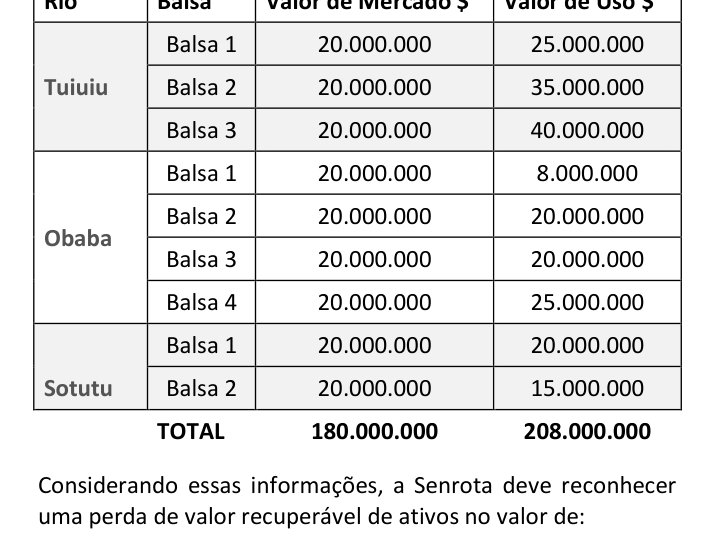 Rio Balsa Valor de Mercado $ Valor de Uso $
Balsa 1 20.000.000 25.000.000
Tuiuiu Balsa 2 20.000.000 35.000.000
Balsa 3 20.000.000 40.000.000
Balsa 1 20.000.000 8.000.000
Balsa 2 20.000.000 20.000.000
Obaba
Balsa 3 20.000.000 20.000.000
Balsa 4 20.000.000 25.000.000
Balsa 1 20.000.000 20.000.000
Sotutu Balsa 2 20.000.000 15.000.000
TOTAL 180.000.000 208.000.000
Considerando essas informações, a Senrota deve reconhecer
uma perda de valor recuperável de ativos no valor de: